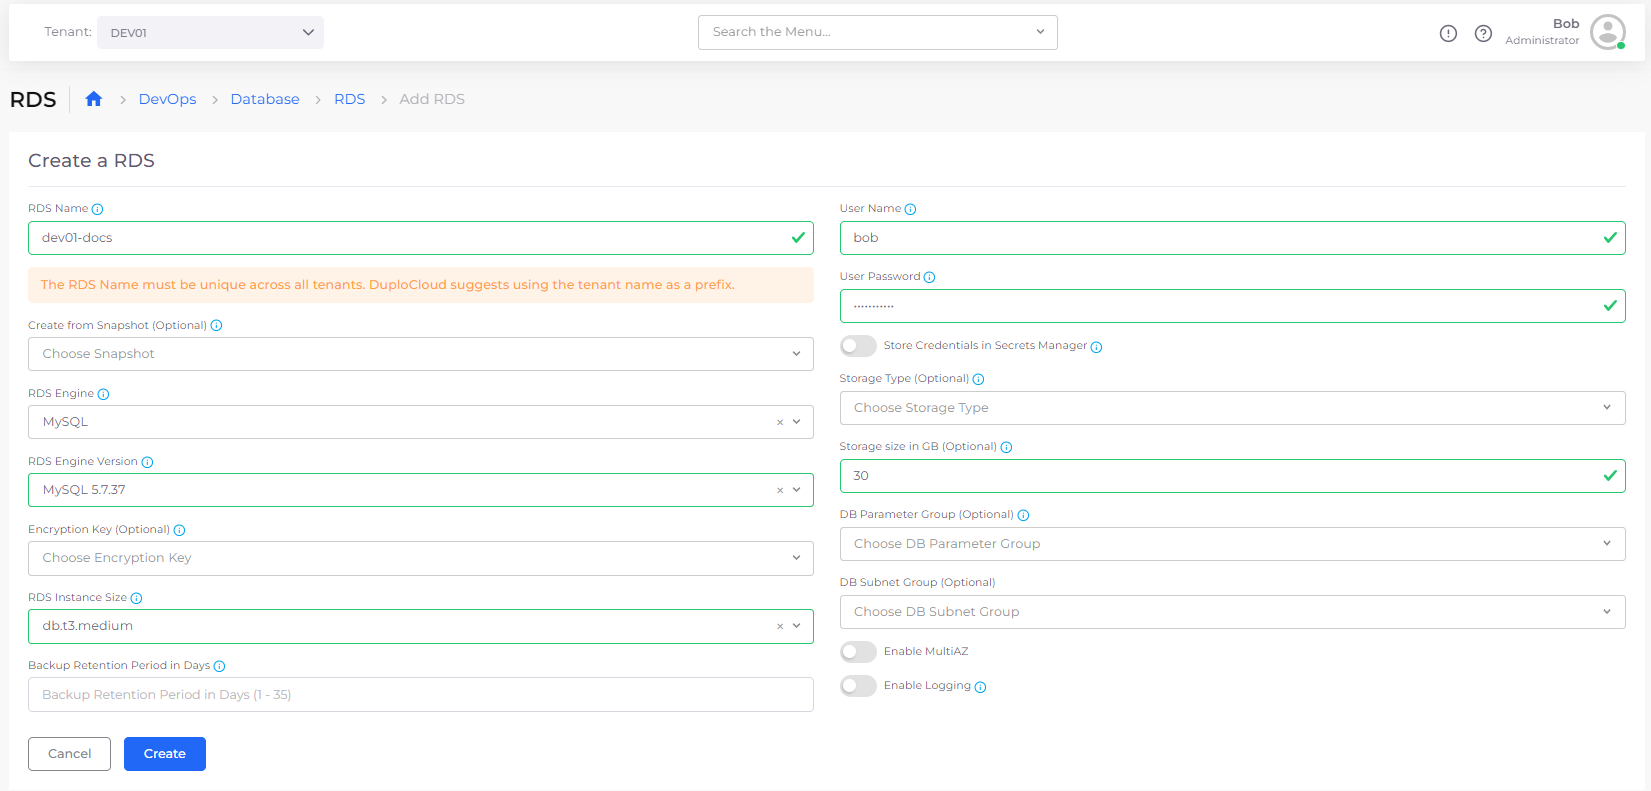 Tenant: DEV01
Search the Menu...
Bob
Administrator
RDS
DevOps > Database > RDS > Add RDS
Create a RDS
RDS Name
dev01-docs
The RDS Name must be unique across all tenants. DuploCloud suggests using the tenant name as a prefix.
Create from Snapshot (Optional)
Choose Snapshot
RDS Engine
MySQL
RDS Engine Version
MySQL 5.7.37
Encryption Key (Optional)
Choose Encryption Key
RDS Instance Size
db.t3.medium
Backup Retention Period in Days
Backup Retention Period in Days (1 - 35)
Cancel
Create
User Name
bob
User Password
...........
Store Credentials in Secrets Manager
Storage Type (Optional)
Choose Storage Type
Storage size in GB (Optional)
30
DB Parameter Group (Optional)
Choose DB Parameter Group
DB Subnet Group (Optional)
Choose DB Subnet Group
Enable MultiAZ
Enable Logging